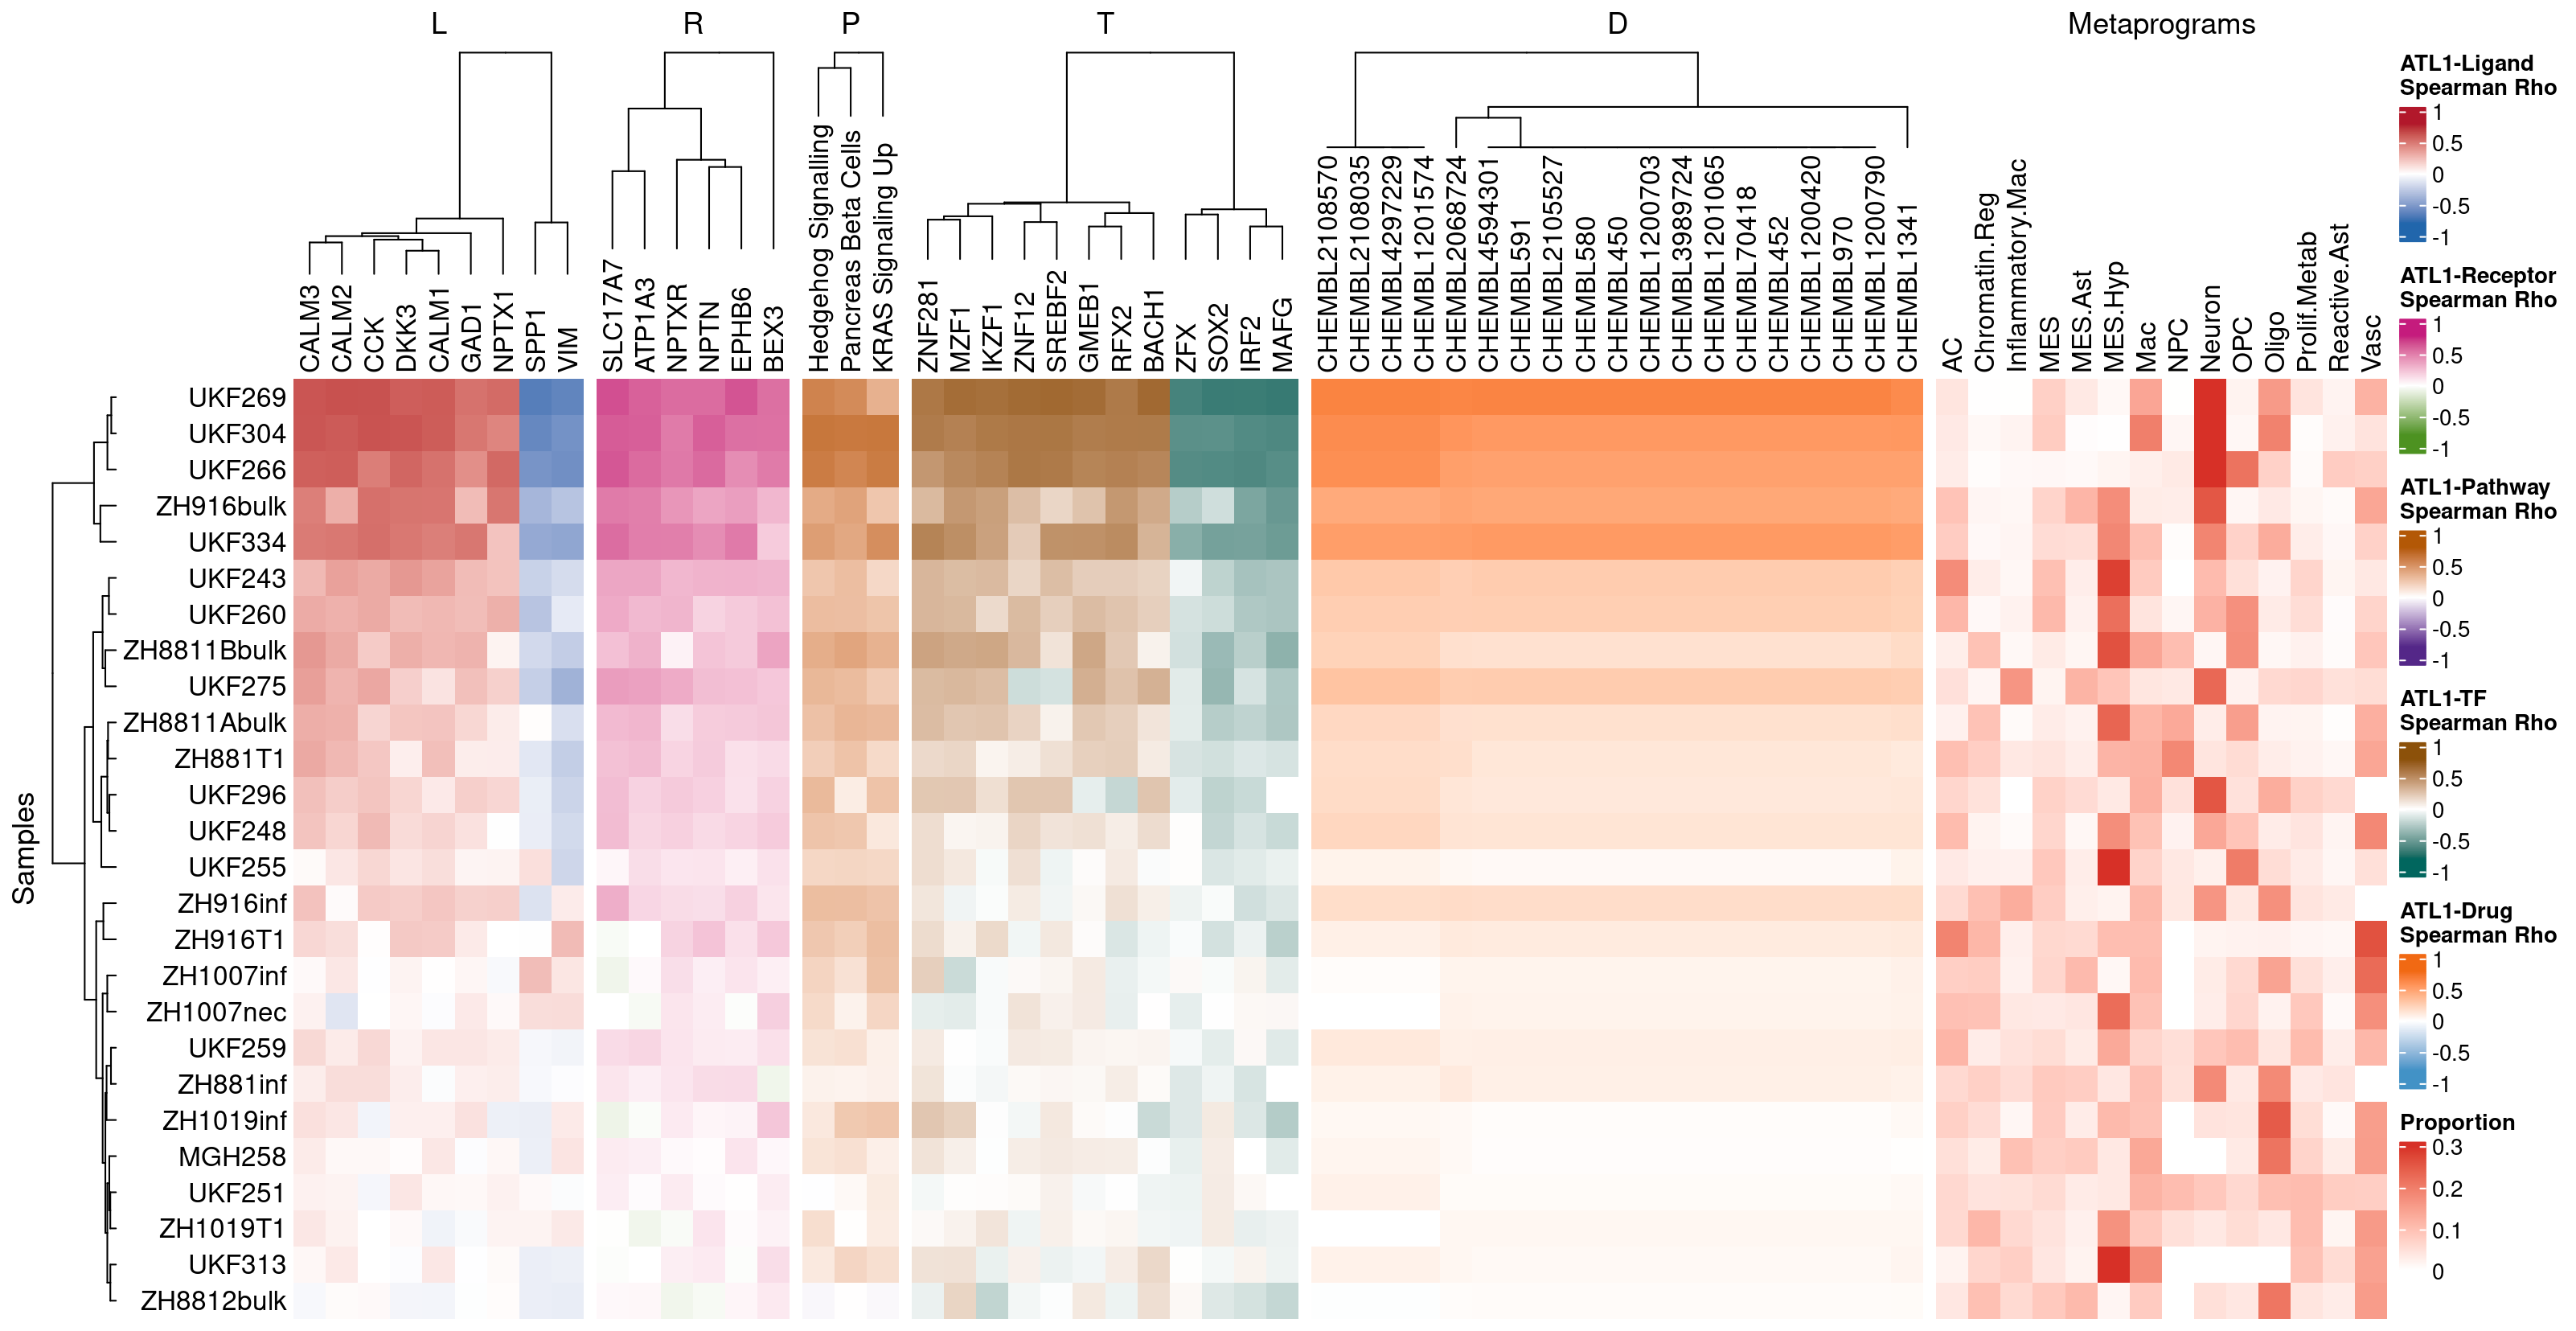 L
R
P
T
D
Metaprograms
CALM3
CALM2
CCK
DKK3
CALM1
GAD1
NPTX1
SPP1
VIM
SLC17A7
ATP1A3
NPTXR
NPTN
EPHB6
BEX3
Hedgehog Signalling
Pancreas Beta Cells
KRAS Signaling Up
ZNF281
MZF1
IKZF1
ZNF12
SREBF2
GMEB1
RFX2
BACH1
ZFX
SOX2
IRF2
MAFG
CHEMBL2108570
CHEMBL2108035
CHEMBL4297229
CHEMBL1201574
CHEMBL2068724
CHEMBL4594301
CHEMBL591
CHEMBL2105527
CHEMBL580
CHEMBL450
CHEMBL1200703
CHEMBL3989724
CHEMBL1201065
CHEMBL70418
CHEMBL452
CHEMBL1200420
CHEMBL970
CHEMBL1200790
CHEMBL1341
AC
Chromatin.Reg
Inflammatory.Mac
MES
MES.Ast
MES.Hyp
Mac
NPC
Neuron
OPC
Oligo
Prolif.Metab
Reactive.Ast
Vasc
Samples
UKF269
UKF304
UKF266
ZH916bulk
UKF334
UKF243
UKF260
ZH8811Bbulk
UKF275
ZH8811Abulk
ZH881T1
UKF296
UKF248
UKF255
ZH916inf
ZH916T1
ZH1007inf
ZH1007nec
UKF259
ZH881inf
ZH1019inf
MGH258
UKF251
ZH1019T1
UKF313
ZH8812bulk
ATL1-Ligand
Spearman Rho
1
0.5
0
-0.5
-1
ATL1-Receptor
Spearman Rho
1
0.5
0
-0.5
-1
ATL1-Pathway
Spearman Rho
1
0.5
0
-0.5
-1
ATL1-TF
Spearman Rho
1
0.5
0
-0.5
-1
ATL1-Drug
Spearman Rho
1
0.5
0
-0.5
-1
Proportion
0.3
0.2
0.1
0